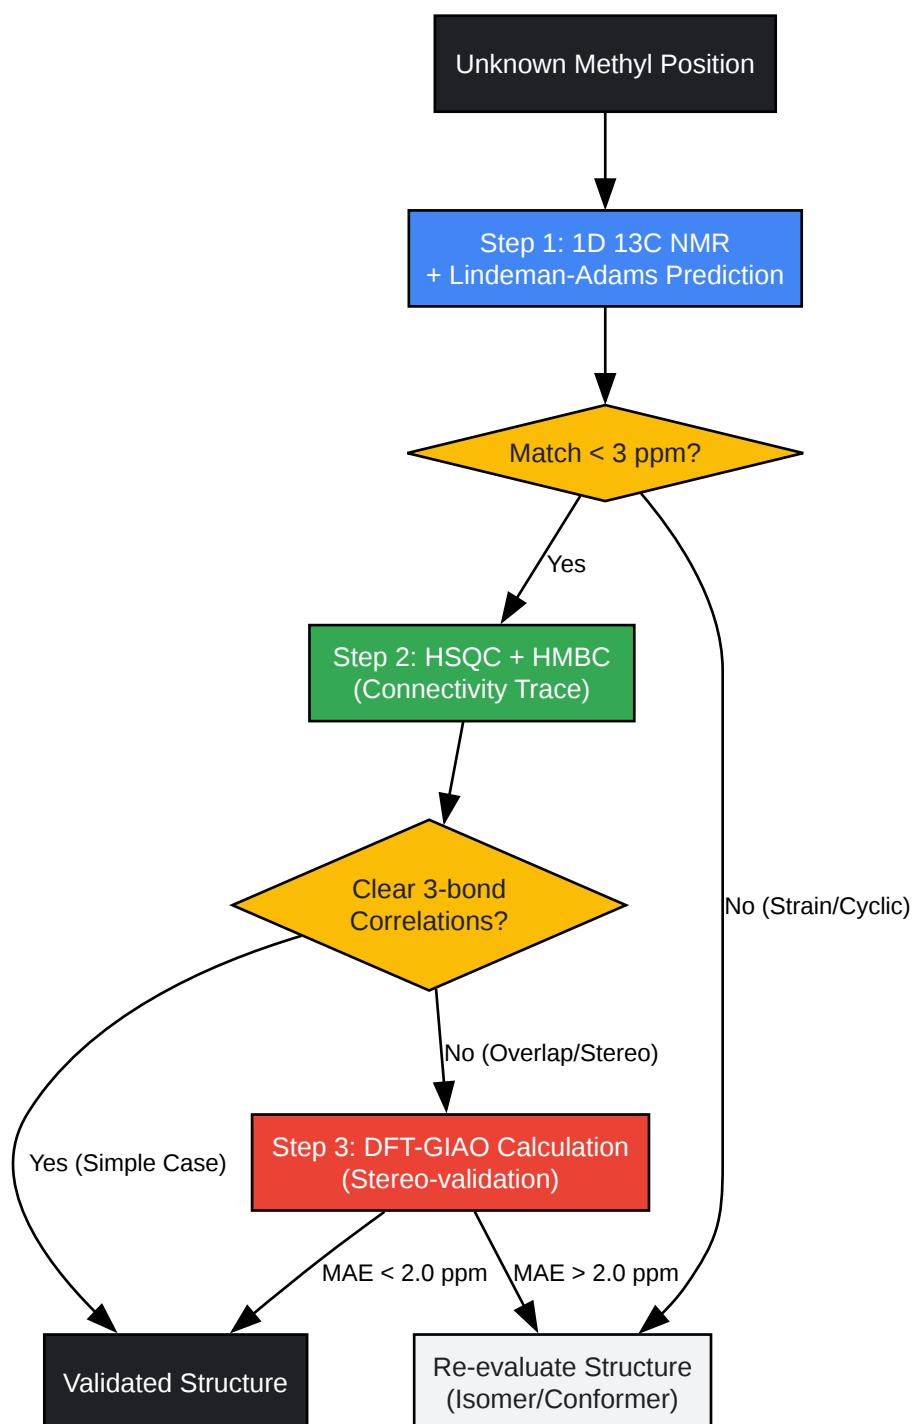 Unknown Methyl Position
Step 1: 1D 13C NMR
+ Lindeman-Adams Prediction
Match < 3 ppm?
Yes
Step 2: HSQC + HMBC
(Connectivity Trace)
Clear 3-bond
Correlations?
No (Strain/Cyclic)
No (Overlap/Stereo)
Yes (Simple Case)
Step 3: DFT-GIAO Calculation
(Stereo-validation)
MAE < 2.0 ppm
MAE > 2.0 ppm
Validated Structure
Re-evaluate Structure
(Isomer/Conformer)